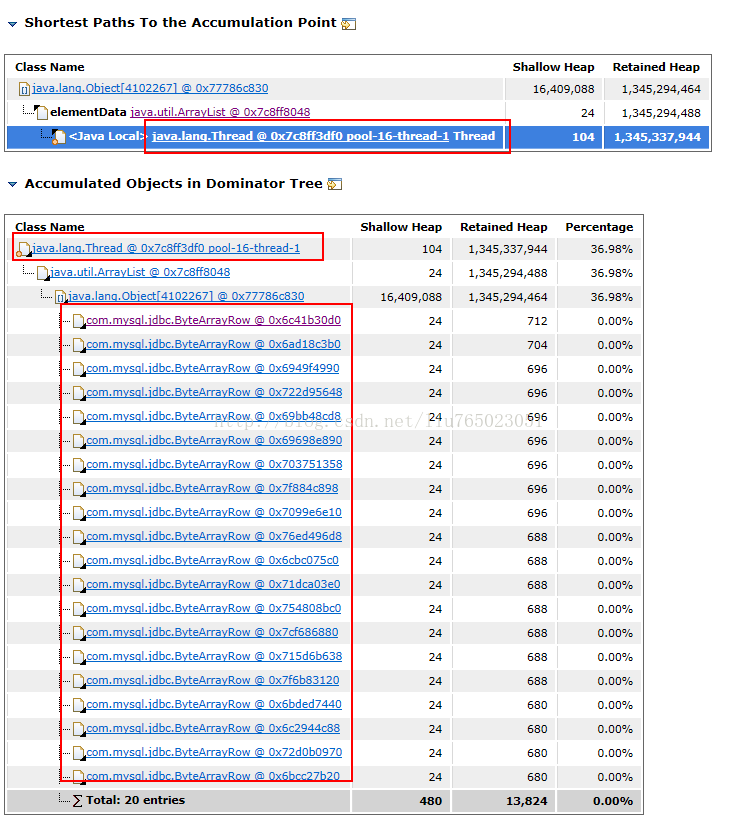 Shortest Paths To the Accumulation Point
Class Name Shallow Heap Retained Heap
java.lang.Object[4102267] @ 0x77786c830 16,409,088 1,345,294,464
elementData java.util.ArrayList @ 0x7c8ff8048 24 1,345,294,488
<Java Local> java.lang.Thread @ 0x7c8ff3df0 pool-16-thread-1 Thread 104 1,345,337,944
Accumulated Objects in Dominator Tree
Class Name Shallow Heap Retained Heap Percentage
java.lang.Thread @ 0x7c8ff3df0 pool-16-thread-1 104 1,345,337,944 36.98%
java.util.ArrayList @ 0x7c8ff8048 24 1,345,294,488 36.98%
java.lang.Object[4102267] @ 0x77786c830 16,409,088 1,345,294,464 36.98%
com.mysql.jdbc.ByteArrayRow @ 0x6c41b30d0 24 712 0.00%
com.mysql.jdbc.ByteArrayRow @ 0x6ad18c3b0 24 704 0.00%
com.mysql.jdbc.ByteArrayRow @ 0x6949f4990 24 696 0.00%
com.mysql.jdbc.ByteArrayRow @ 0x722d95648 24 696 0.00%
com.mysql.jdbc.ByteArrayRow @ 0x69bb48cd8 24 696 0.00%
com.mysql.jdbc.ByteArrayRow @ 0x69698e890 24 696 0.00%
com.mysql.jdbc.ByteArrayRow @ 0x703751358 24 696 0.00%
com.mysql.jdbc.ByteArrayRow @ 0x7f884c898 24 696 0.00%
com.mysql.jdbc.ByteArrayRow @ 0x7099e6e10 24 696 0.00%
com.mysql.jdbc.ByteArrayRow @ 0x76ed496d8 24 688 0.00%
com.mysql.jdbc.ByteArrayRow @ 0x6cbc075c0 24 688 0.00%
com.mysql.jdbc.ByteArrayRow @ 0x71dca03e0 24 688 0.00%
com.mysql.jdbc.ByteArrayRow @ 0x754808bc0 24 688 0.00%
com.mysql.jdbc.ByteArrayRow @ 0x7cf686880 24 688 0.00%
com.mysql.jdbc.ByteArrayRow @ 0x715d6b638 24 688 0.00%
com.mysql.jdbc.ByteArrayRow @ 0x7f6b83120 24 688 0.00%
com.mysql.jdbc.ByteArrayRow @ 0x6bded7440 24 680 0.00%
com.mysql.jdbc.ByteArrayRow @ 0x6c2944c88 24 680 0.00%
com.mysql.jdbc.ByteArrayRow @ 0x72d0b0970 24 680 0.00%
com.mysql.jdbc.ByteArrayRow @ 0x6bcc27b20 24 680 0.00%
Total: 20 entries 480 13,824 0.00%